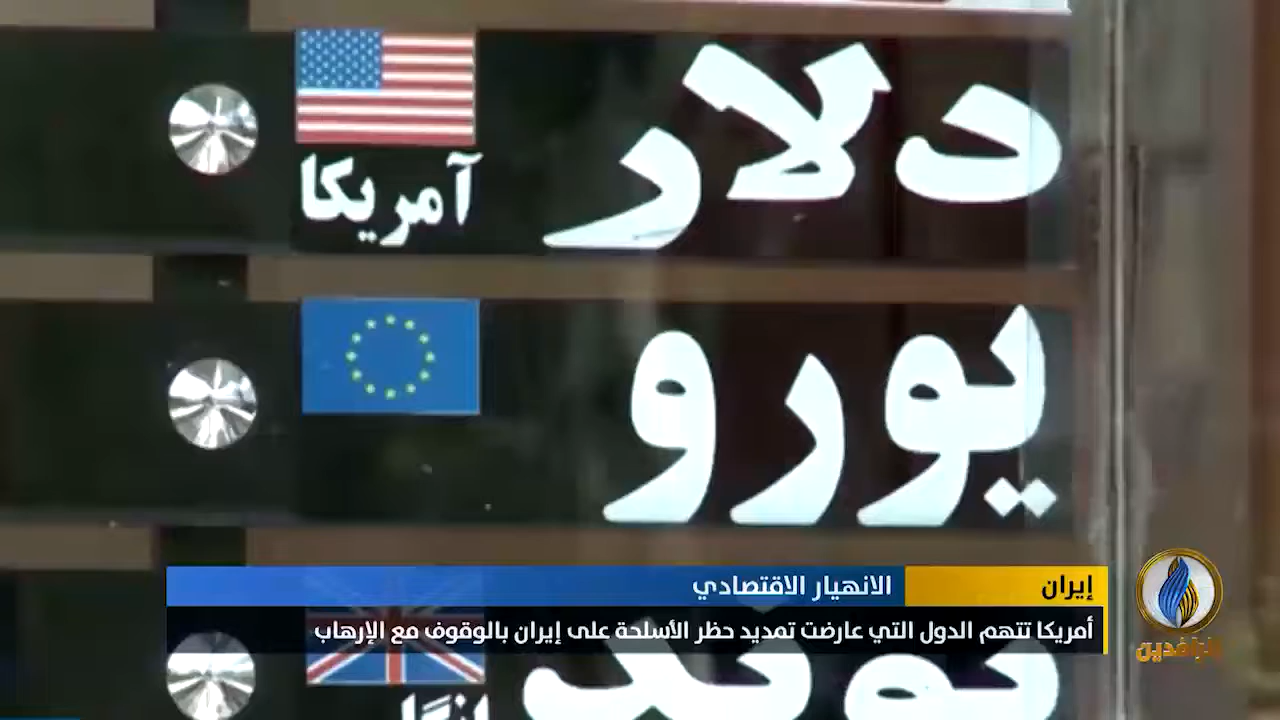 دلار
آمریکا
یورو
إيران
الانهيار الاقتصادي
أمريكا تتهم الدول التي عارضت تمديد حظر الأسلحة على إيران بالوقوف مع الإرهاب
پوند
الرافدين